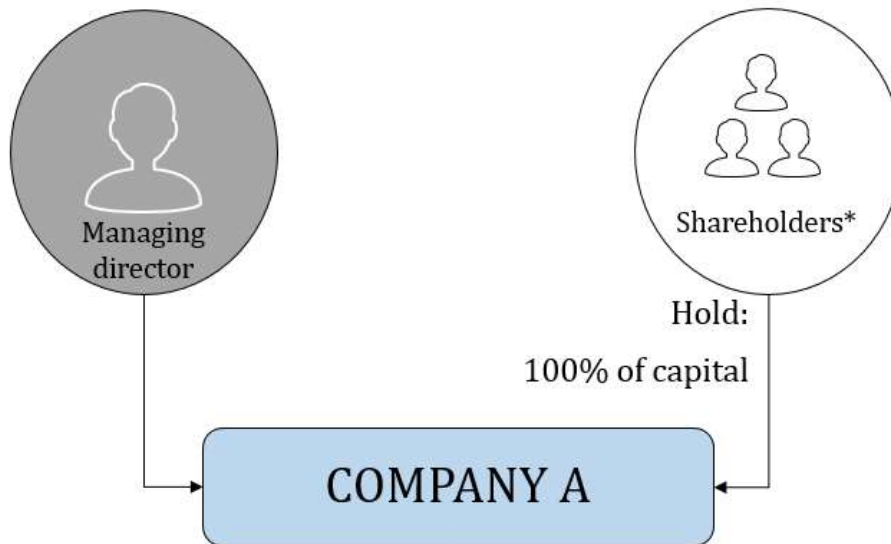 Managing
director
Shareholders*
Hold:
100% of capital
COMPANY A